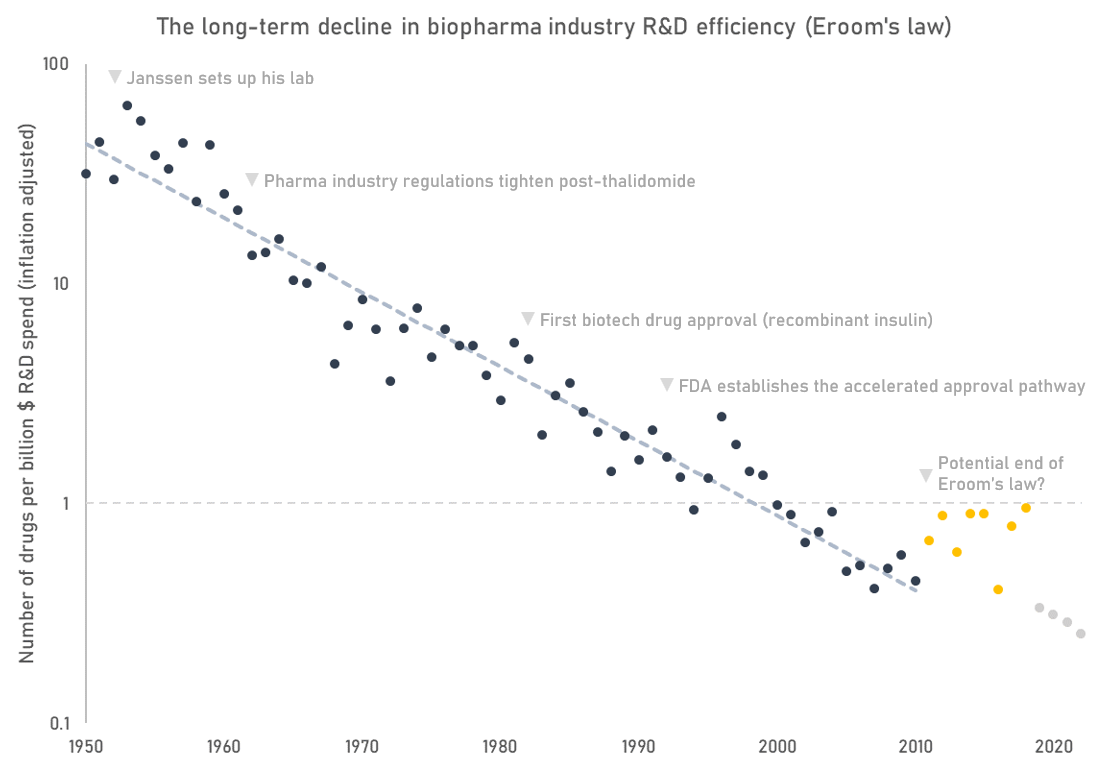 The long-term decline in biopharma industry R&D efficiency (Eroom's law)
Number of drugs per billion $ R&D spend (inflation adjusted)
100
Janssen sets up his lab
Pharma industry regulations tighten post-thalidomide
10
First biotech drug approval (recombinant insulin)
FDA establishes the accelerated approval pathway
Potential end of
Eroom's law?
1
0.1
1950 1960 1970 1980 1990 2000 2010 2020